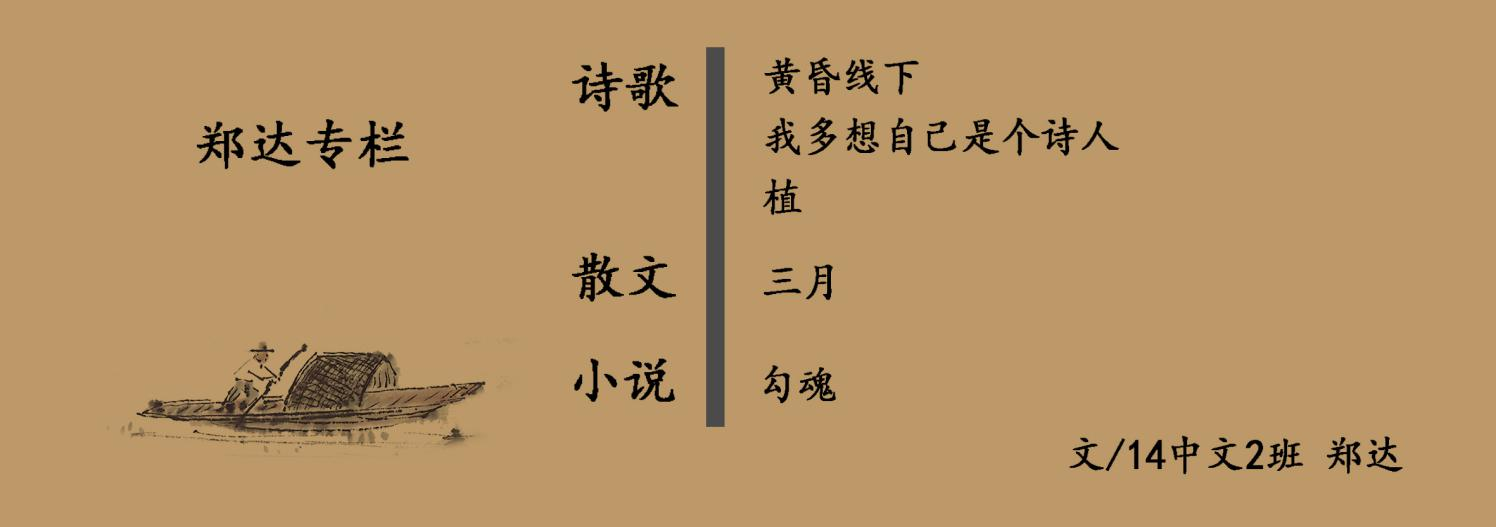 郑达专栏
诗歌
黄昏线下
我多想自己是个诗人
植
散文
三月
小说
勾魂
文/14中文2班 郑达